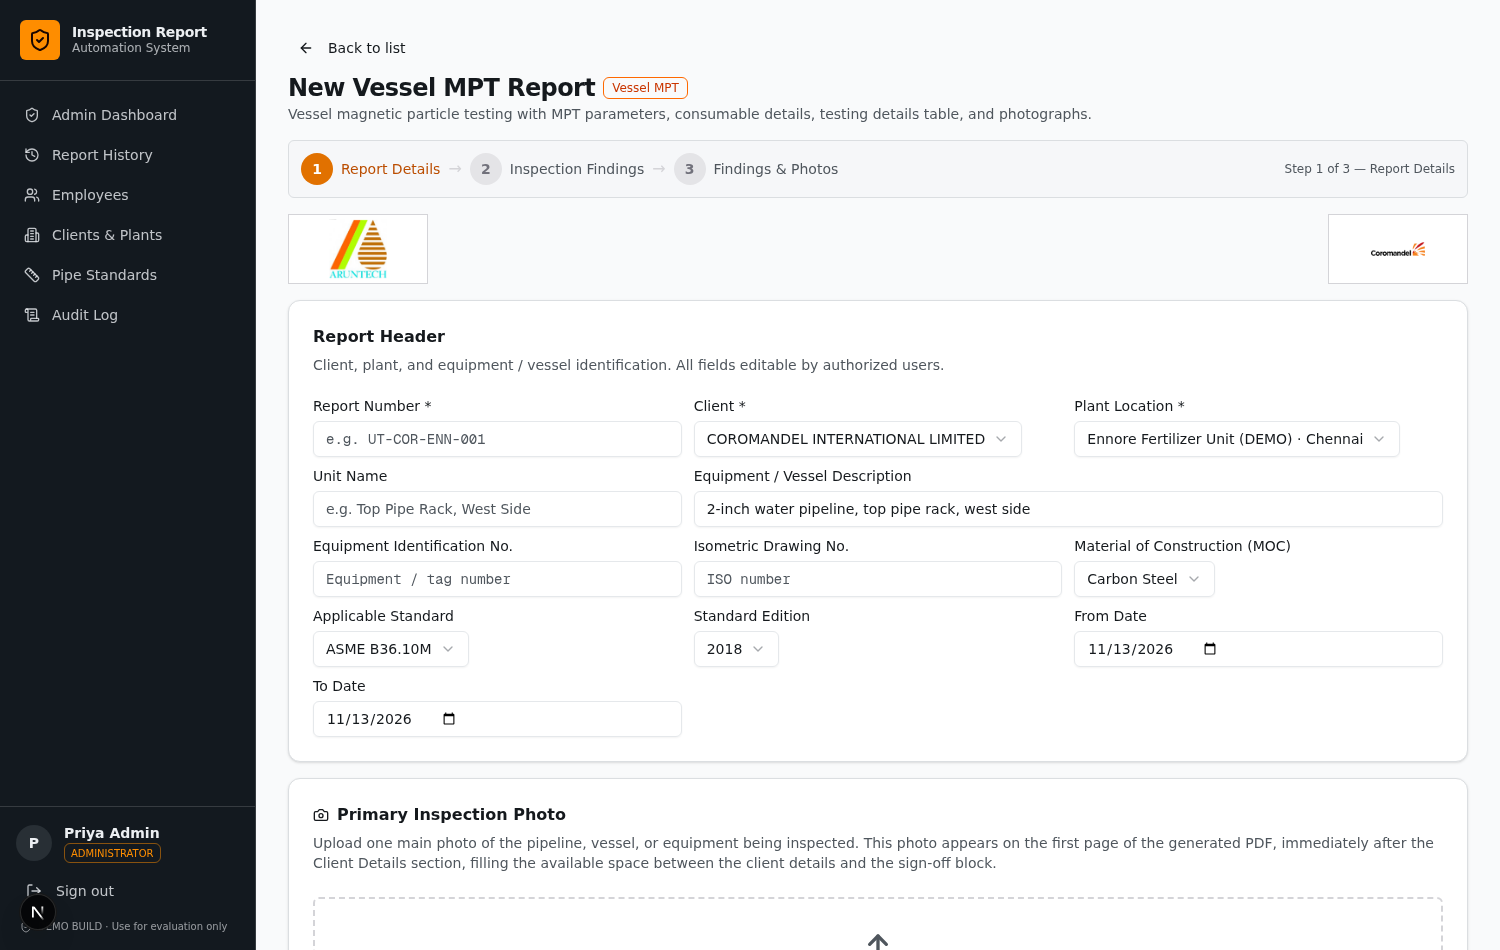 Inspection Report
Automation System
Admin Dashboard
Report History
Employees
Clients & Plants
Pipe Standards
Audit Log
Priya Admin
P
ADMINISTRATOR
Sign out
N
EMO BUILD · Use for evaluation only
Back to list
New Vessel MPT Report
Vessel MPT
Vessel magnetic particle testing with MPT parameters, consumable details, testing details table, and photographs.
1 Report Details → 2 Inspection Findings → 3 Findings & Photos
Step 1 of 3 — Report Details
ARUNTECH
Coromandel
Report Header
Client, plant, and equipment / vessel identification. All fields editable by authorized users.
Report Number *
e.g. UT-COR-ENN-001
Client *
COROMANDEL INTERNATIONAL LIMITED
Plant Location *
Ennore Fertilizer Unit (DEMO) · Chennai
Unit Name
e.g. Top Pipe Rack, West Side
Equipment / Vessel Description
2-inch water pipeline, top pipe rack, west side
Equipment Identification No.
Equipment / tag number
Isometric Drawing No.
ISO number
Material of Construction (MOC)
Carbon Steel
Applicable Standard
ASME B36.10M
Standard Edition
2018
From Date
11/13/2026
To Date
11/13/2026
Primary Inspection Photo
Upload one main photo of the pipeline, vessel, or equipment being inspected. This photo appears on the first page of the generated PDF, immediately after the
Client Details section, filling the available space between the client details and the sign-off block.